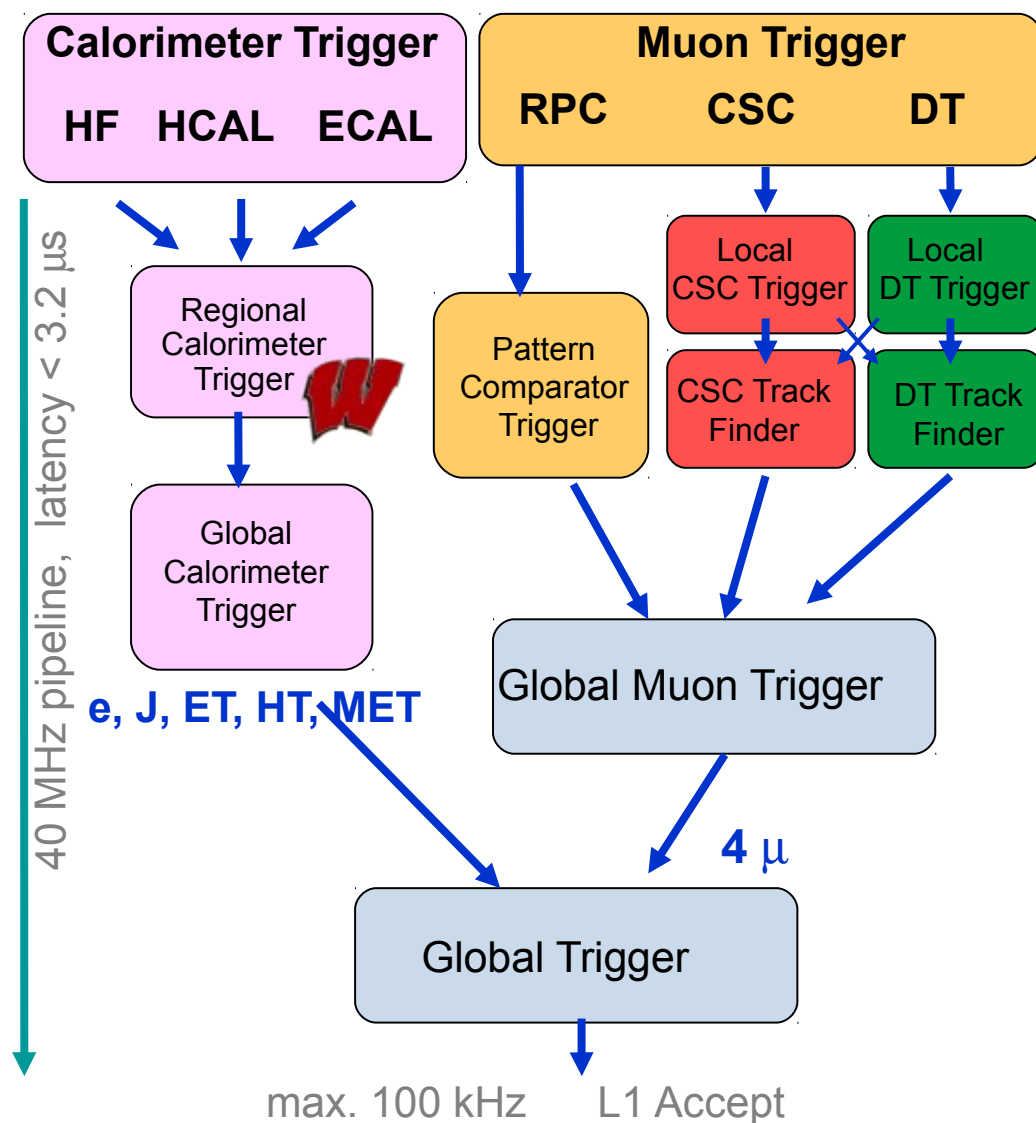 Calorimeter Trigger
HF HCAL ECAL
Muon Trigger
RPC CSC DT
40 MHz pipeline, latency < 3.2 μs
Regional
Calorimeter
Trigger
W
Global
Calorimeter
Trigger
e, J, ET, HT, MET
Pattern
Comparator
Trigger
Local
CSC Trigger
Local
DT Trigger
CSC Track
Finder
DT Track
Finder
Global Muon Trigger
4 μ
Global Trigger
max. 100 kHz L1 Accept